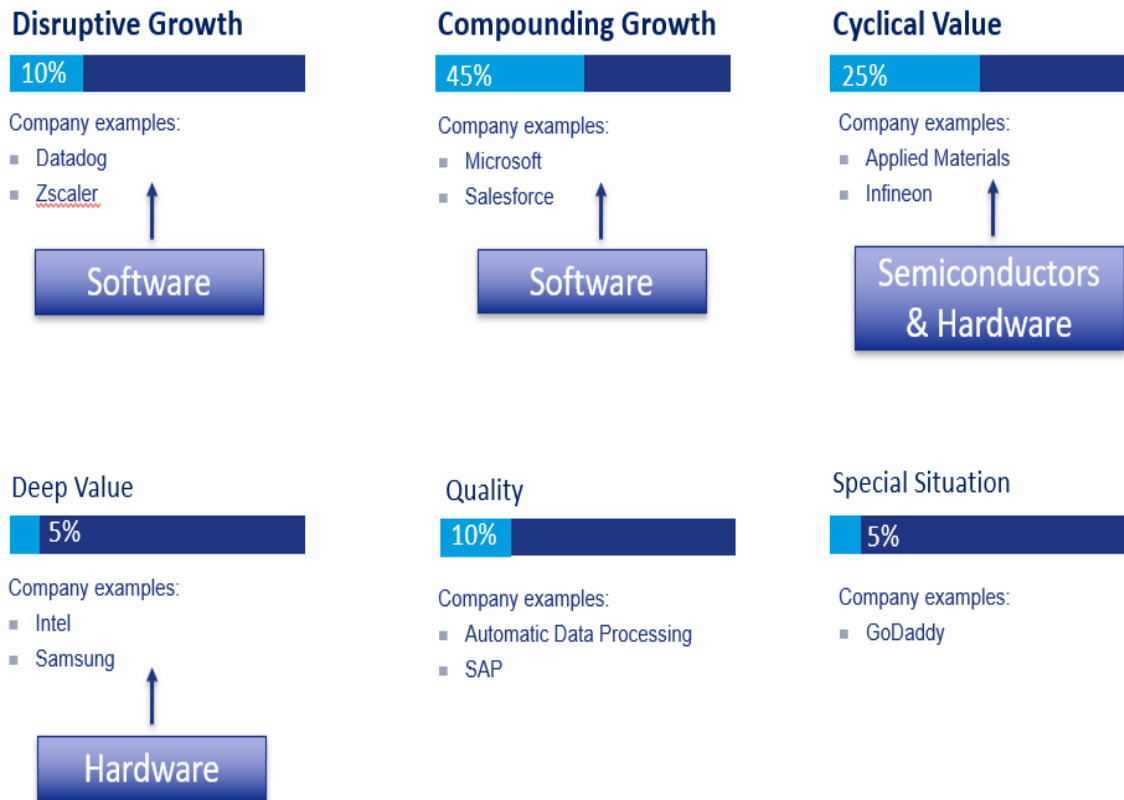 Disruptive Growth
10%
Company examples:
Datadog
Zscaler
Software
Compounding Growth
45%
Company examples:
Microsoft
Salesforce
Software
Cyclical Value
25%
Company examples:
Applied Materials
Infineon
Semiconductors
& Hardware
Deep Value
5%
Company examples:
Intel
Samsung
Hardware
Quality
10%
Company examples:
Automatic Data Processing
SAP
Special Situation
5%
Company examples:
GoDaddy